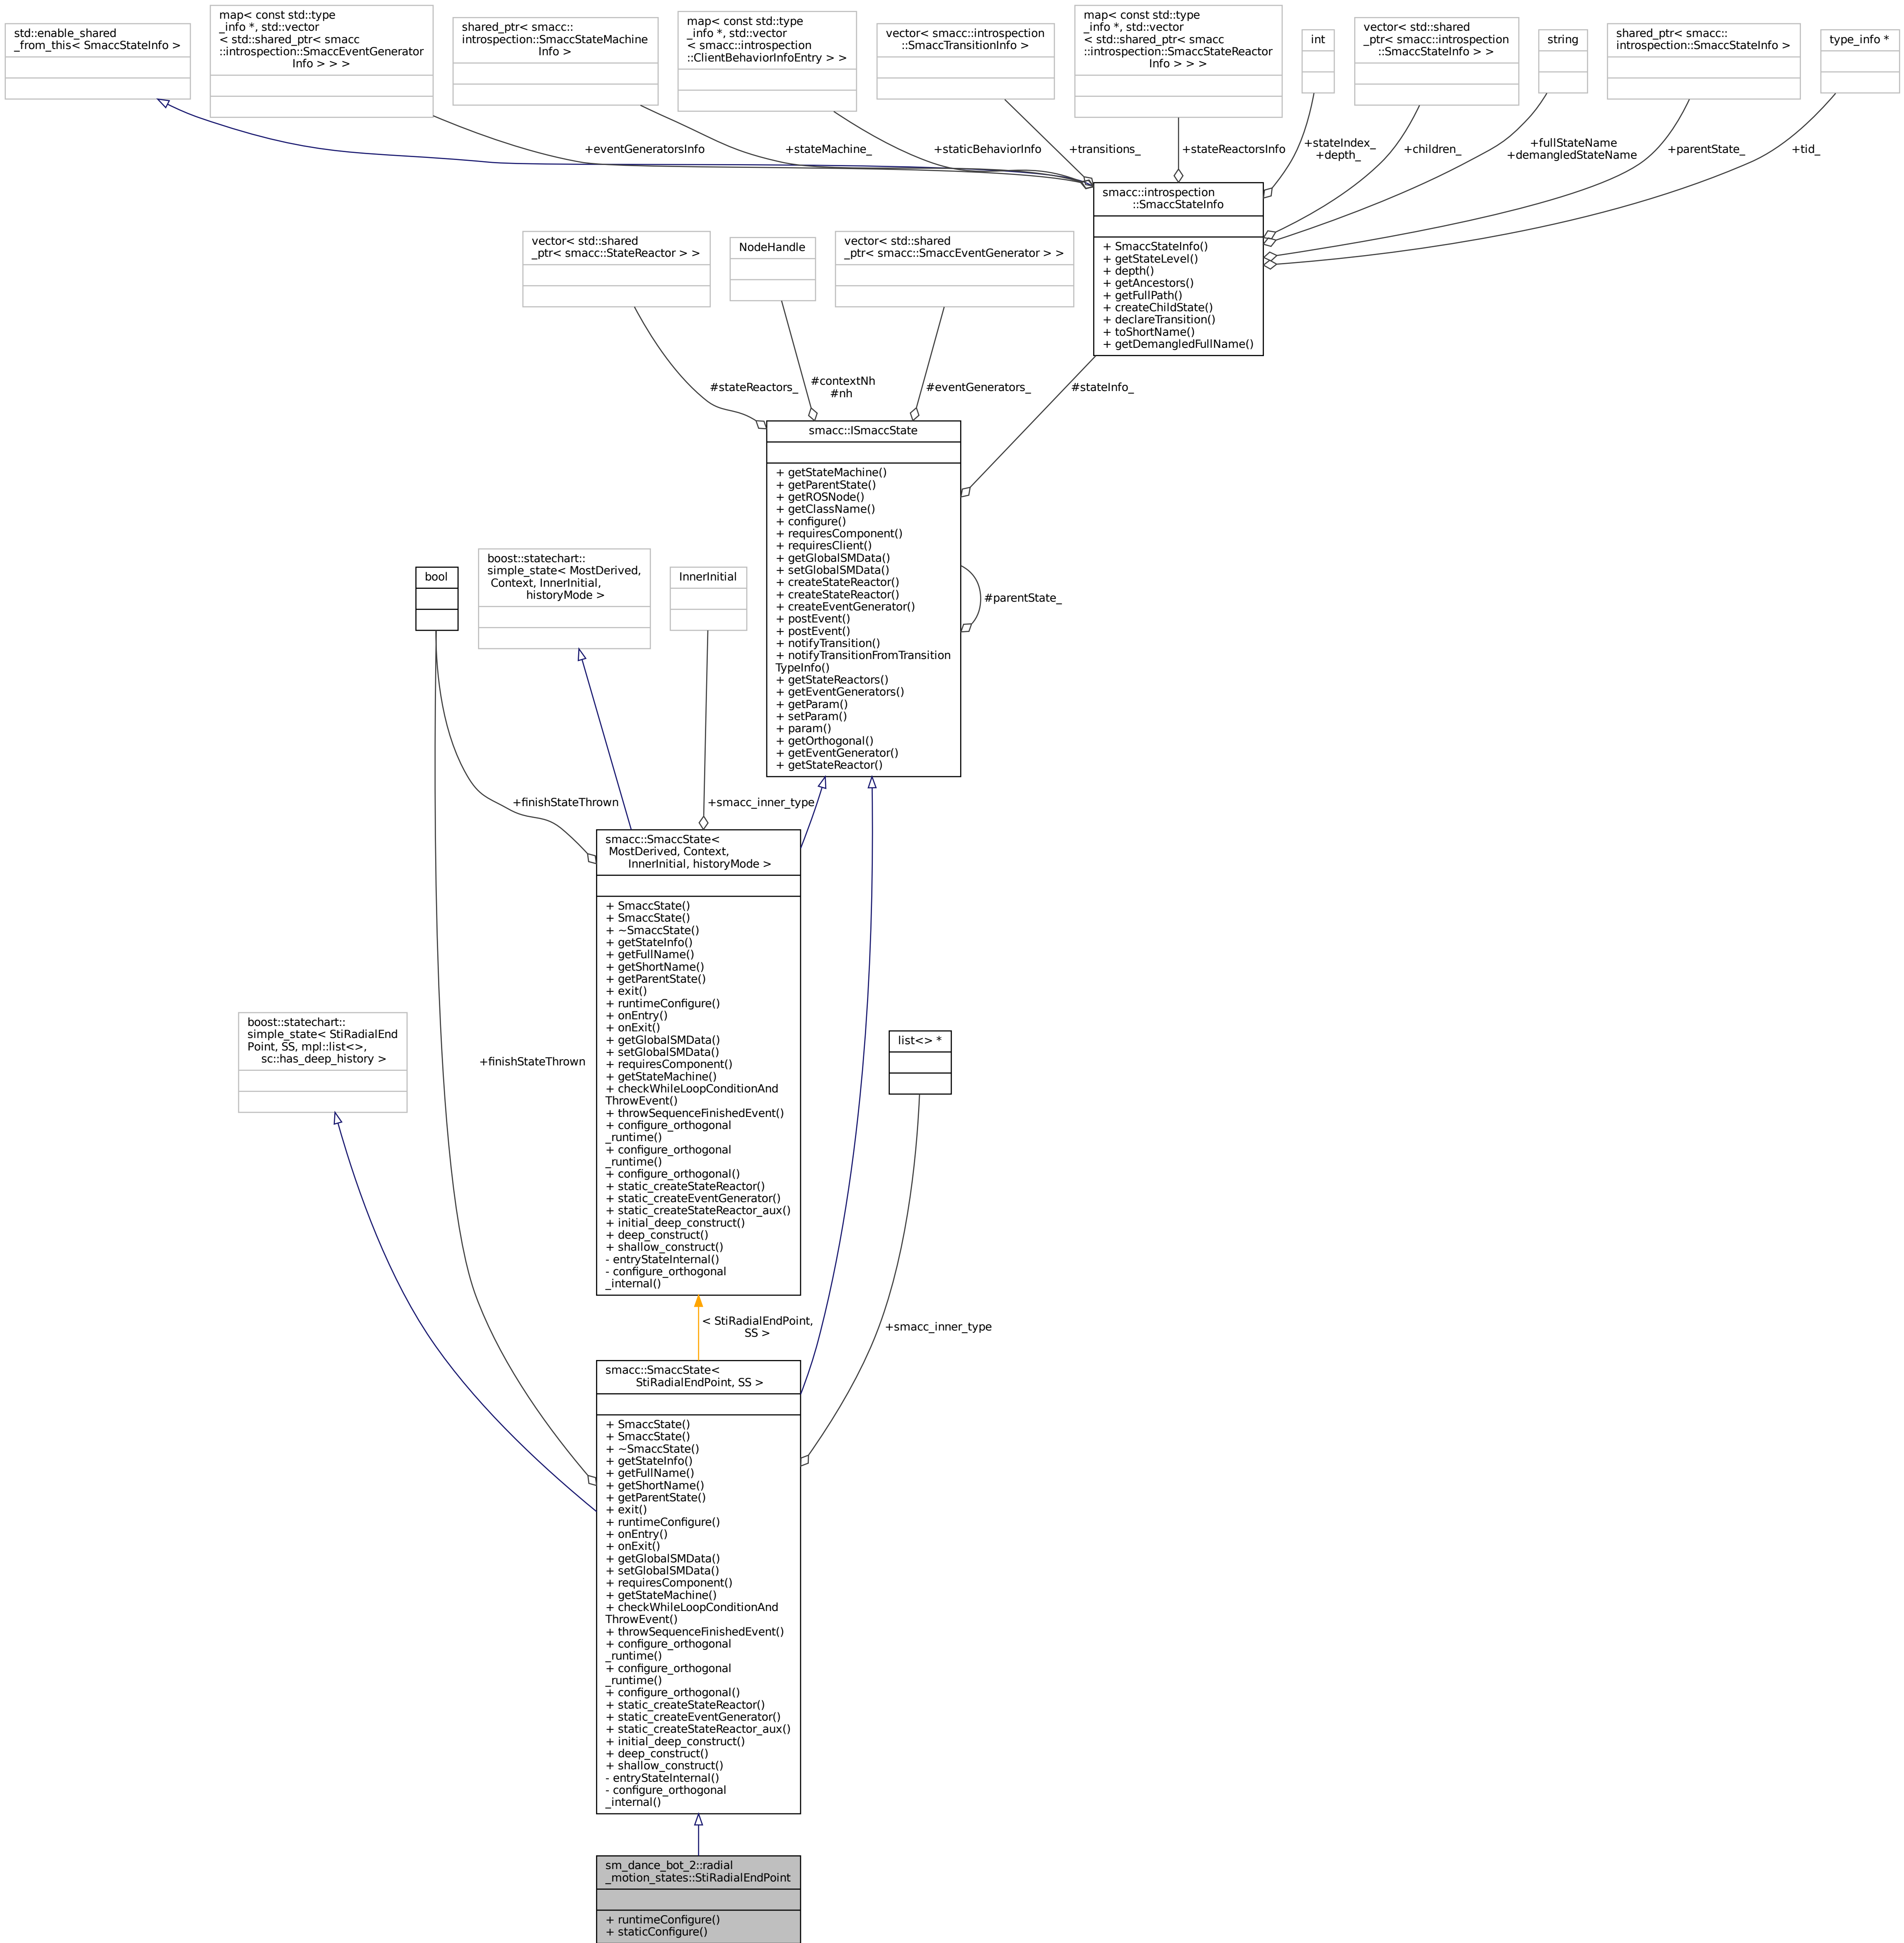 std::enable_shared
_from_this< SmaccStateInfo >
map< const std::type
_info *, std::vector
< std::shared_ptr< smacc
::introspection::SmaccEventGenerator
Info > > >
shared_ptr< smacc::
introspection::SmaccStateMachine
Info >
map< const std::type
_info *, std::vector
< smacc::introspection
::ClientBehaviorInfoEntry > >
vector< smacc::introspection
::SmaccTransitionInfo >
map< const std::type
_info *, std::vector
< std::shared_ptr< smacc
::introspection::SmaccStateReactor
Info > > >
int
vector< std::shared
_ptr< smacc::introspection
::SmaccStateInfo > >
string
shared_ptr< smacc::
introspection::SmaccStateInfo >
type_info *
+eventGeneratorsInfo
+stateMachine_
+staticBehaviorInfo
+transitions_
+stateReactorsInfo
+stateIndex_
+depth_
+children_
+fullStateName
+demangledStateName
+parentState_
+tid_
smacc::introspection
::SmaccStateInfo
+ SmaccStateInfo()
+ getStateLevel()
+ depth()
+ getAncestors()
+ getFullPath()
+ createChildState()
+ declareTransition()
+ toShortName()
+ getDemangledFullName()
vector< std::shared
_ptr< smacc::StateReactor > >
NodeHandle
vector< std::shared
_ptr< smacc::SmaccEventGenerator > >
#stateReactors_
#contextNh
#nh
#eventGenerators_
#stateInfo_
smacc::ISmaccState
+ getStateMachine()
+ getParentState()
+ getROSNode()
+ getClassName()
+ configure()
+ requiresComponent()
+ requiresClient()
+ getGlobalSMData()
+ setGlobalSMData()
+ createStateReactor()
+ createStateReactor()
+ createEventGenerator()
+ postEvent()
+ postEvent()
+ notifyTransition()
+ notifyTransitionFromTransition
TypeInfo()
+ getStateReactors()
+ getEventGenerators()
+ getParam()
+ setParam()
+ param()
+ getOrthogonal()
+ getEventGenerator()
+ getStateReactor()
#parentState_
bool
boost::statechart::
simple_state< MostDerived,
Context, InnerInitial,
historyMode >
InnerInitial
+finishStateThrown
+smacc_inner_type
smacc::SmaccState<
MostDerived, Context,
InnerInitial, historyMode >
+ SmaccState()
+ SmaccState()
+ ~SmaccState()
+ getStateInfo()
+ getFullName()
+ getShortName()
+ getParentState()
+ exit()
+ runtimeConfigure()
+ onEntry()
+ onExit()
+ getGlobalSMData()
+ setGlobalSMData()
+ requiresComponent()
+ getStateMachine()
+ checkWhileLoopConditionAnd
ThrowEvent()
+ throwSequenceFinishedEvent()
+ configure_orthogonal
_runtime()
+ configure_orthogonal
_runtime()
+ configure_orthogonal()
+ static_createStateReactor()
+ static_createEventGenerator()
+ static_createStateReactor_aux()
+ initial_deep_construct()
+ deep_construct()
+ shallow_construct()
- entryStateInternal()
- configure_orthogonal
_internal()
boost::statechart::
simple_state< StiRadialEnd
Point, SS, mpl::list<>,
sc::has_deep_history >
+finishStateThrown
list<> *
< StiRadialEndPoint,
SS >
+smacc_inner_type
smacc::SmaccState<
StiRadialEndPoint, SS >
+ SmaccState()
+ SmaccState()
+ ~SmaccState()
+ getStateInfo()
+ getFullName()
+ getShortName()
+ getParentState()
+ exit()
+ runtimeConfigure()
+ onEntry()
+ onExit()
+ getGlobalSMData()
+ setGlobalSMData()
+ requiresComponent()
+ getStateMachine()
+ checkWhileLoopConditionAnd
ThrowEvent()
+ throwSequenceFinishedEvent()
+ configure_orthogonal
_runtime()
+ configure_orthogonal
_runtime()
+ configure_orthogonal()
+ static_createStateReactor()
+ static_createEventGenerator()
+ static_createStateReactor_aux()
+ initial_deep_construct()
+ deep_construct()
+ shallow_construct()
- entryStateInternal()
- configure_orthogonal
_internal()
sm_dance_bot_2::radial
_motion_states::StiRadialEndPoint
+ runtimeConfigure()
+ staticConfigure()